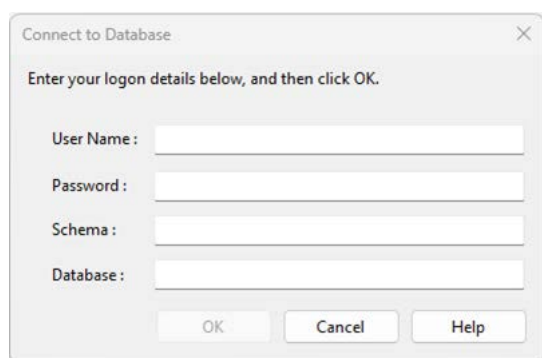 Connect to Database
Enter your logon details below, and then click OK.
User Name :
Password :
Schema :
Database :
OK Cancel Help